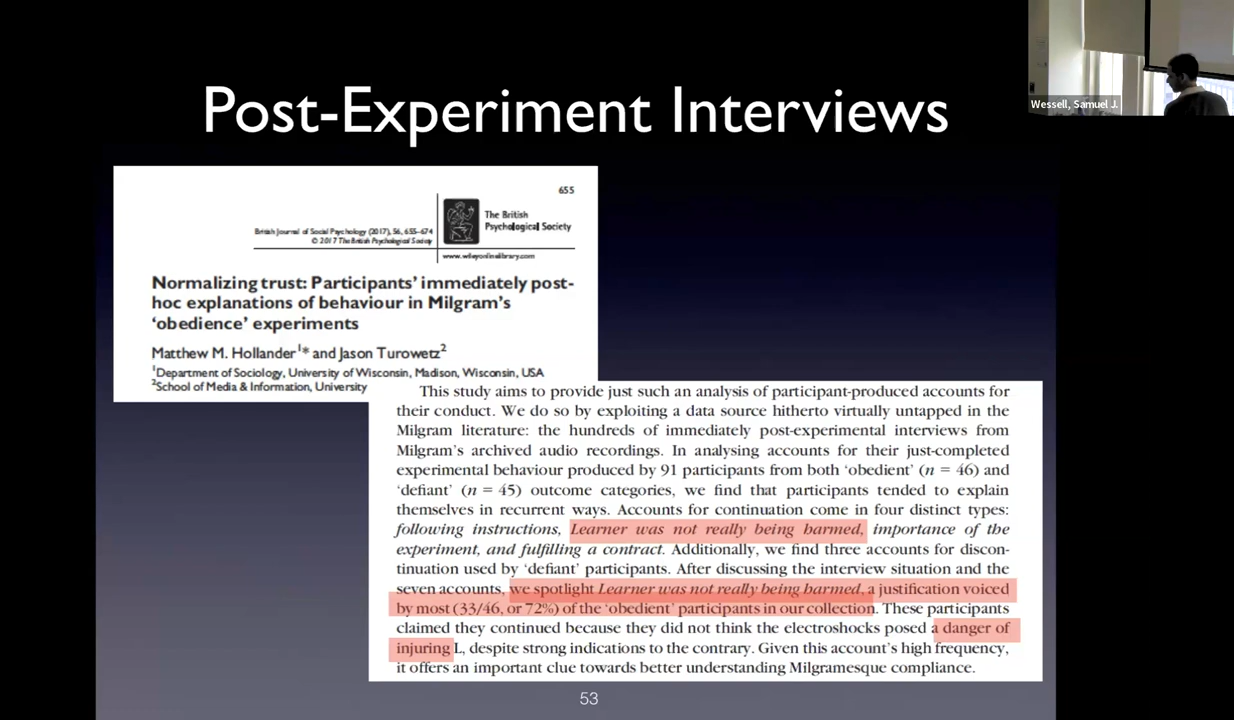 Post-Experiment Interviews
Wessell, Samuel J.
655
The British
Psychological Society
British Journal of Social Psychology (2017), 56, 655–674
© 2017 The British Psychological Society
www.wileyonlinelibrary.com
Normalizing trust: Participants’ immediately post-
hoc explanations of behaviour in Milgram’s
‘obedience’ experiments
Matthew M. Hollander¹* and Jason Turowetz²
¹Department of Sociology, University of Wisconsin, Madison, Wisconsin, USA
²School of Media & Information, University
This study aims to provide just such an analysis of participant-produced accounts for
their conduct. We do so by exploiting a data source hitherto virtually untapped in the
Milgram literature: the hundreds of immediately post-experimental interviews from
Milgram’s archived audio recordings. In analysing accounts for their just-completed
experimental behaviour produced by 91 participants from both ‘obedient’ (n = 46) and
‘defiant’ (n = 45) outcome categories, we find that participants tended to explain
themselves in recurrent ways. Accounts for continuation come in four distinct types:
following instructions, Learner was not really being harmed, importance of the
experiment, and fulfilling a contract. Additionally, we find three accounts for discon-
tinuation used by ‘defiant’ participants. After discussing the interview situation and the
seven accounts, we spotlight Learner was not really being harmed, a justification voiced
by most (33/46, or 72%) of the ‘obedient’ participants in our collection. These participants
claimed they continued because they did not think the electroshocks posed a danger of
injuring L, despite strong indications to the contrary. Given this account’s high frequency,
it offers an important clue towards better understanding Milgramesque compliance.
53